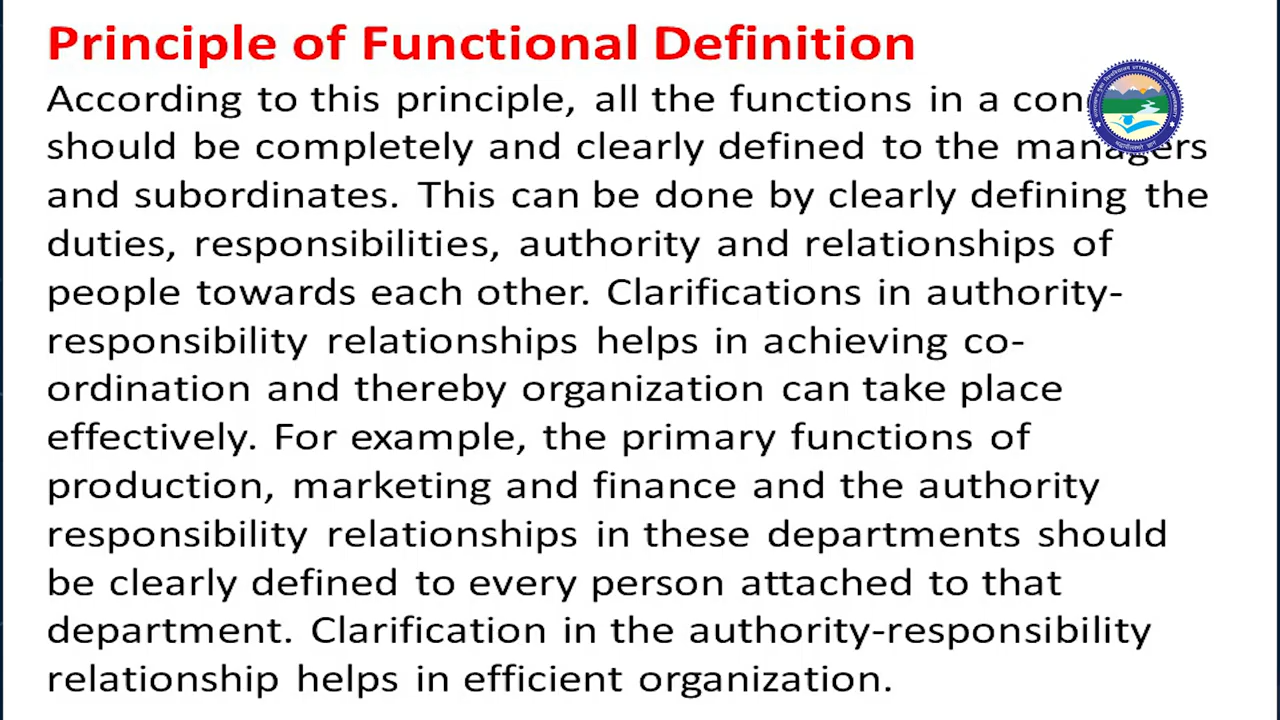 Principle of Functional Definition
According to this principle, all the functions in a
should be completely and clearly defined to the managers
and subordinates. This can be done by clearly defining the
duties, responsibilities, authority and relationships of
people towards each other. Clarifications in authority-
responsibility relationships helps in achieving co-
ordination and thereby organization can take place
effectively. For example, the primary functions of
production, marketing and finance and the authority
responsibility relationships in these departments should
be clearly defined to every person attached to that
department. Clarification in the authority-responsibility
relationship helps in efficient organization.